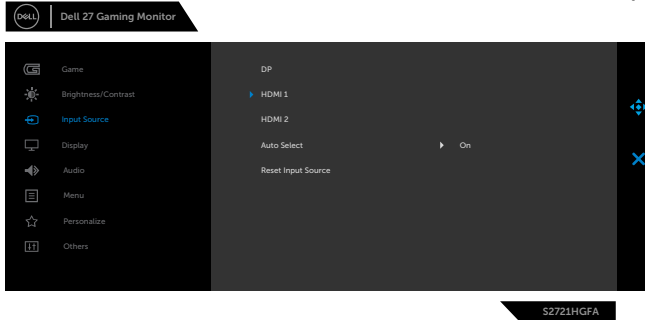 DELL Dell 27 Gaming Monitor
Game
DP
Brightness/Contrast
HDMI 1
Input Source
HDMI 2
Display
Auto Select On
Audio
Reset Input Source
Menu
Personalize
Others
S2721HGFA